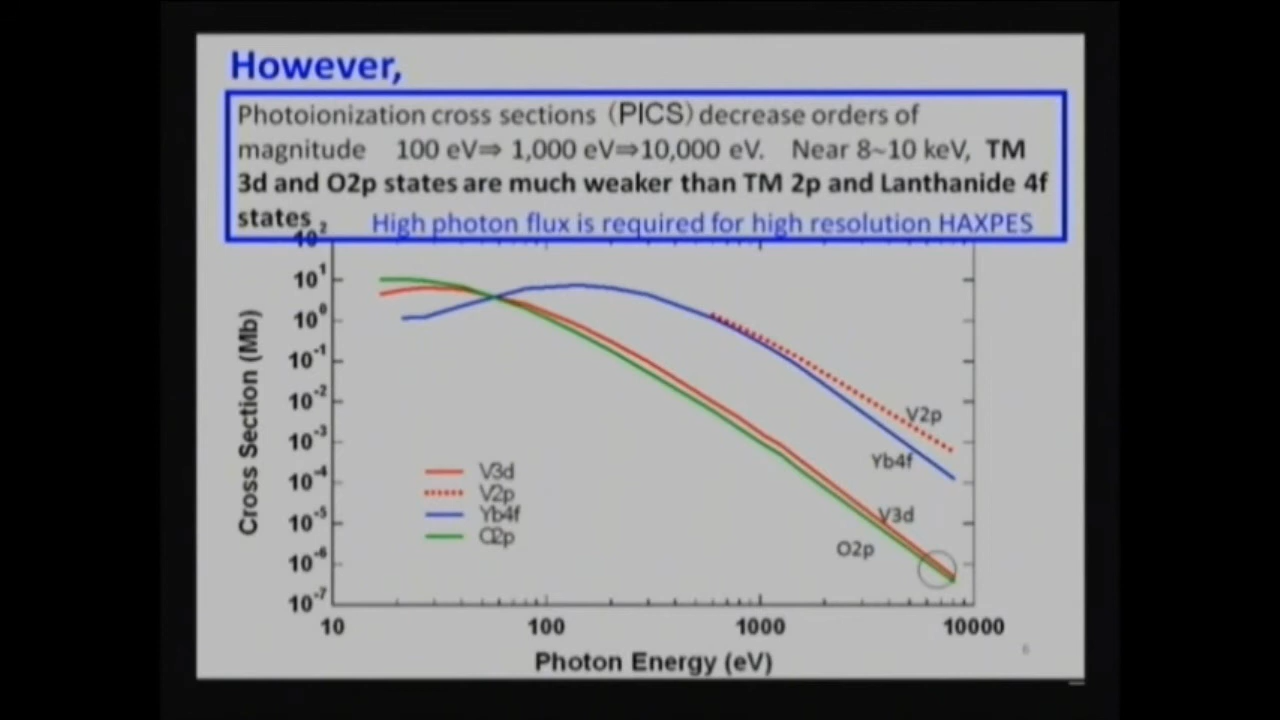 However,
Photoionization cross sections (PICS) decrease orders of
magnitude 100 eV⇒ 1,000 eV⇒10,000 eV. Near 8~10 keV, TM
3d and O2p states are much weaker than TM 2p and Lanthanide 4f
states.
High photon flux is required for high resolution HAXPES
10²
10¹
10⁰
10⁻¹
10⁻²
10⁻³
10⁻⁴
10⁻⁵
10⁻⁶
10⁻⁷
Cross Section (Mb)
V2p
Yb4f
V3d
O2p
V3d
V2p
Yb4f
O2p
10 100 1000 10000
Photon Energy (eV)
6